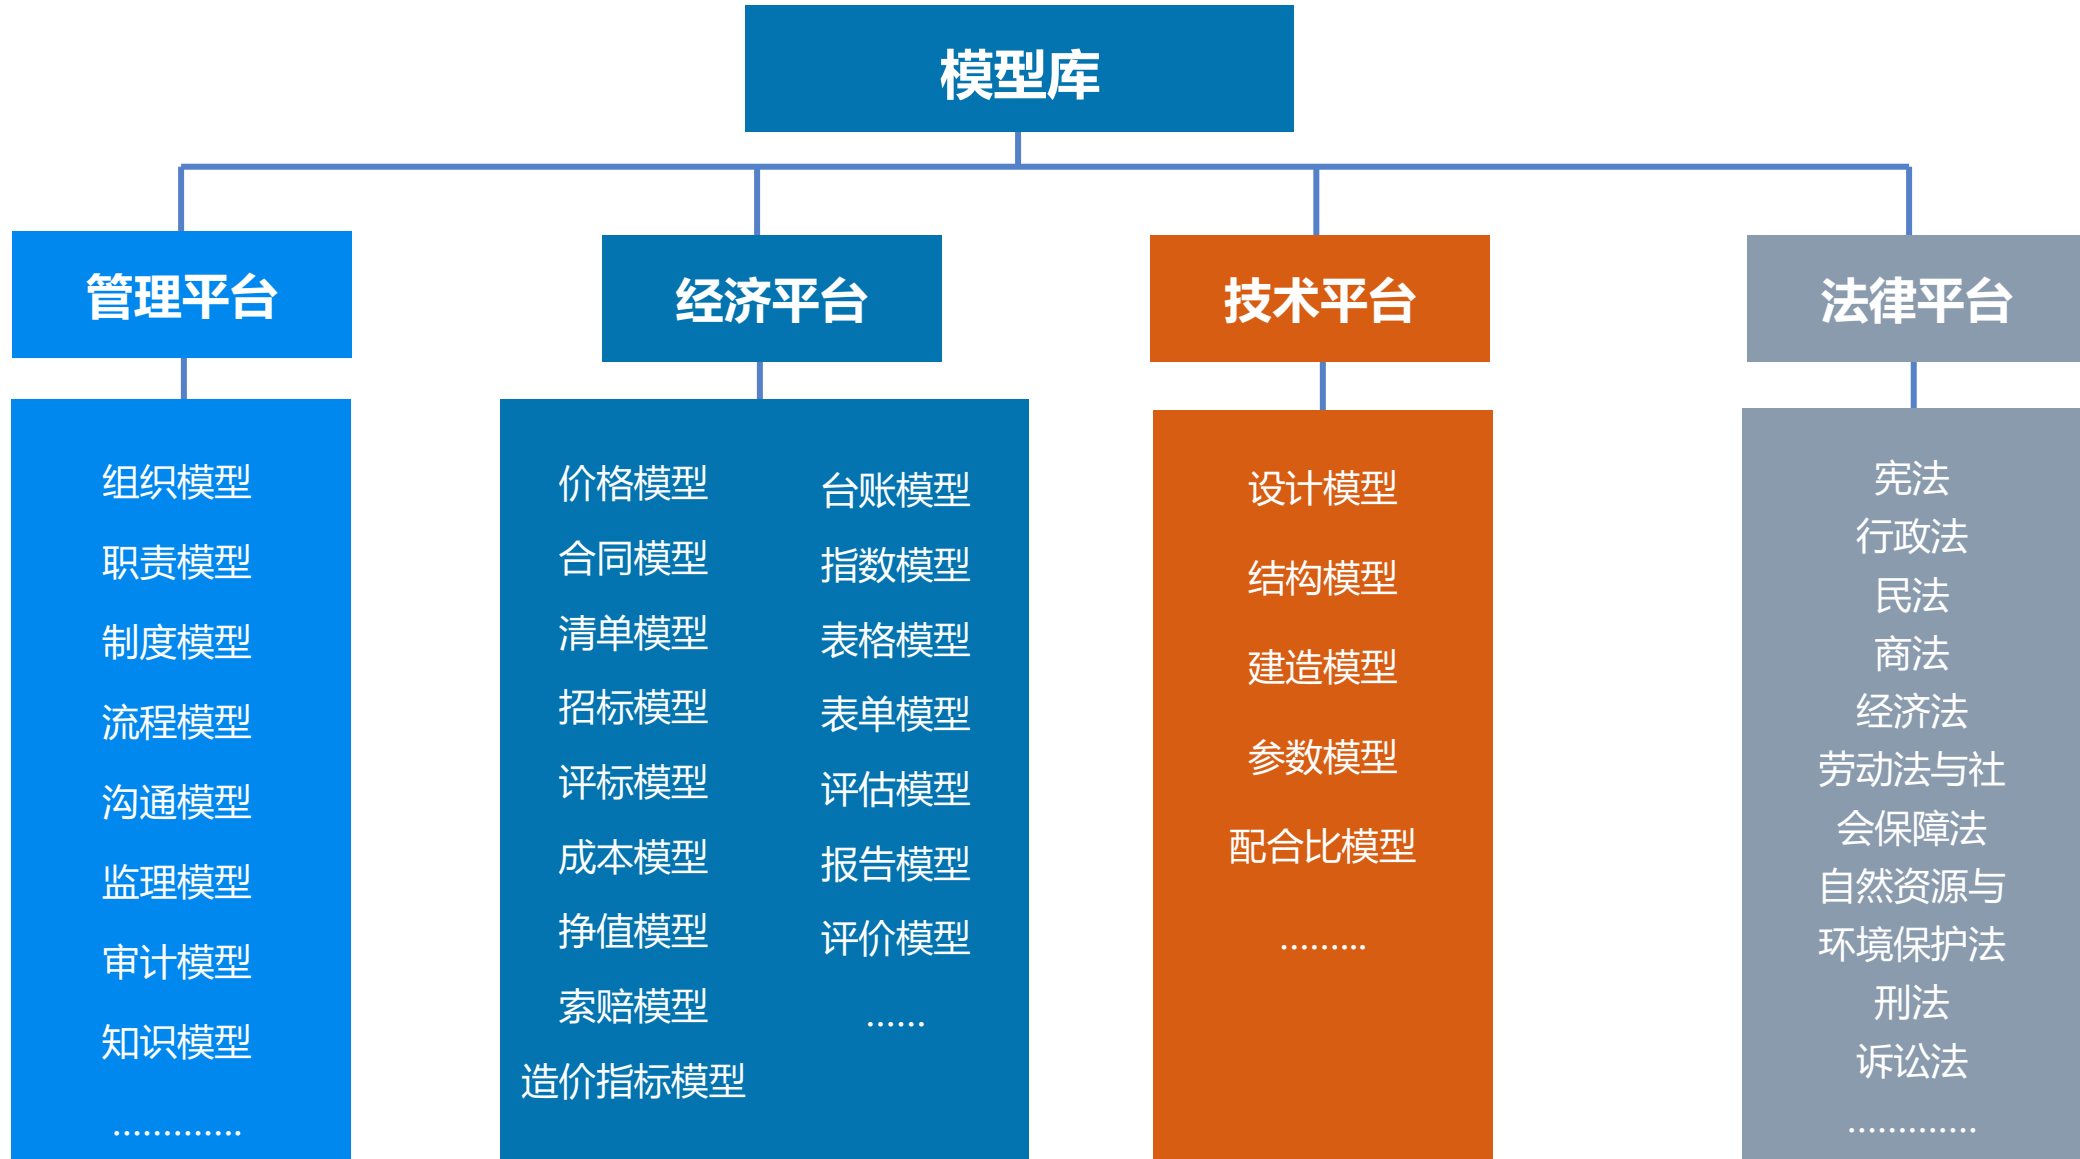 模型库
管理平台
经济平台
技术平台
法律平台
组织模型
职责模型
制度模型
流程模型
沟通模型
监理模型
审计模型
知识模型
.............
价格模型
合同模型
清单模型
招标模型
评标模型
成本模型
挣值模型
索赔模型
造价指标模型
台账模型
指数模型
表格模型
表单模型
评估模型
报告模型
评价模型
......
设计模型
结构模型
建造模型
参数模型
配合比模型
.........
宪法
行政法
民法
商法
经济法
劳动法与社
会保障法
自然资源与
环境保护法
刑法
诉讼法
.............